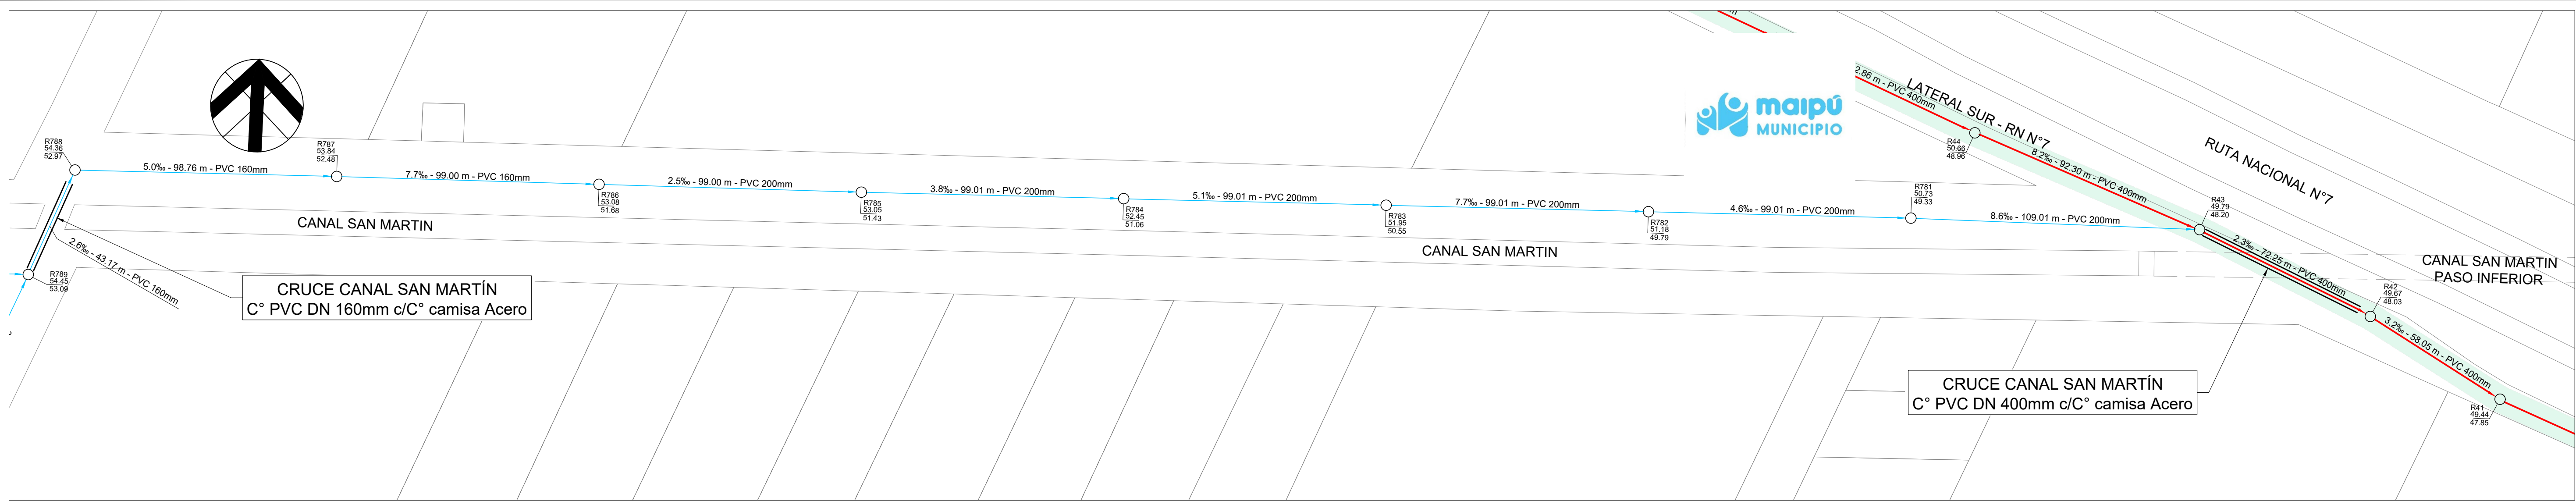 R788
54.36
52.97
5.0‰ - 98.76 m - PVC 160mm
R787
53.84
52.48
7.7‰ - 99.00 m - PVC 160mm
R786
53.08
51.68
2.5‰ - 99.00 m - PVC 200mm
R785
53.05
51.43
3.8‰ - 99.01 m - PVC 200mm
R784
52.45
51.06
5.1‰ - 99.01 m - PVC 200mm
R783
51.95
50.55
7.7‰ - 99.01 m - PVC 200mm
R782
51.18
49.79
4.6‰ - 99.01 m - PVC 200mm
R781
50.73
49.33
8.6‰ - 109.01 m - PVC 200mm
maipú
MUNICIPIO
2.86 m - PVC 400mm
LATERAL SUR - RN N°7
R44
50.66
48.96
8.2‰ - 92.30 m - PVC 400mm
RUTA NACIONAL N°7
R43
49.79
48.20
2.3‰ - 72.25 m - PVC 400mm
CANAL SAN MARTIN
PASO INFERIOR
R42
49.67
48.03
3.2‰ - 58.05 m - PVC 400mm
R41
49.44
47.85
CANAL SAN MARTIN
CANAL SAN MARTIN
2.6‰ - 43.17 m - PVC 160mm
R789
54.45
53.09
CRUCE CANAL SAN MARTÍN
C° PVC DN 160mm c/C° camisa Acero
CRUCE CANAL SAN MARTÍN
C° PVC DN 400mm c/C° camisa Acero